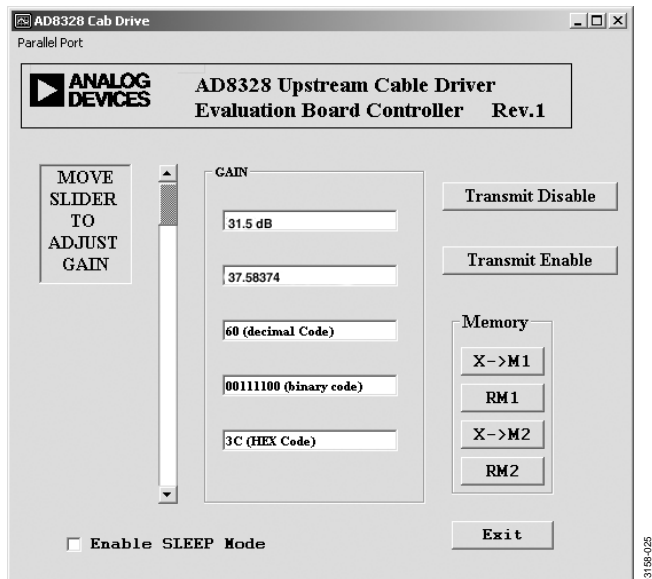 AD8328 Cab Drive
Parallel Port
ANALOG
DEVICES
AD8328 Upstream Cable Driver
Evaluation Board Controller Rev.1
MOVE
SLIDER
TO
ADJUST
GAIN
GAIN
31.5 dB
37.58374
60 (decimal Code)
00111100 (binary code)
3C (HEX Code)
Transmit Disable
Transmit Enable
Memory
X->M1
RM1
X->M2
RM2
Enable SLEEP Mode
Exit
3158-025